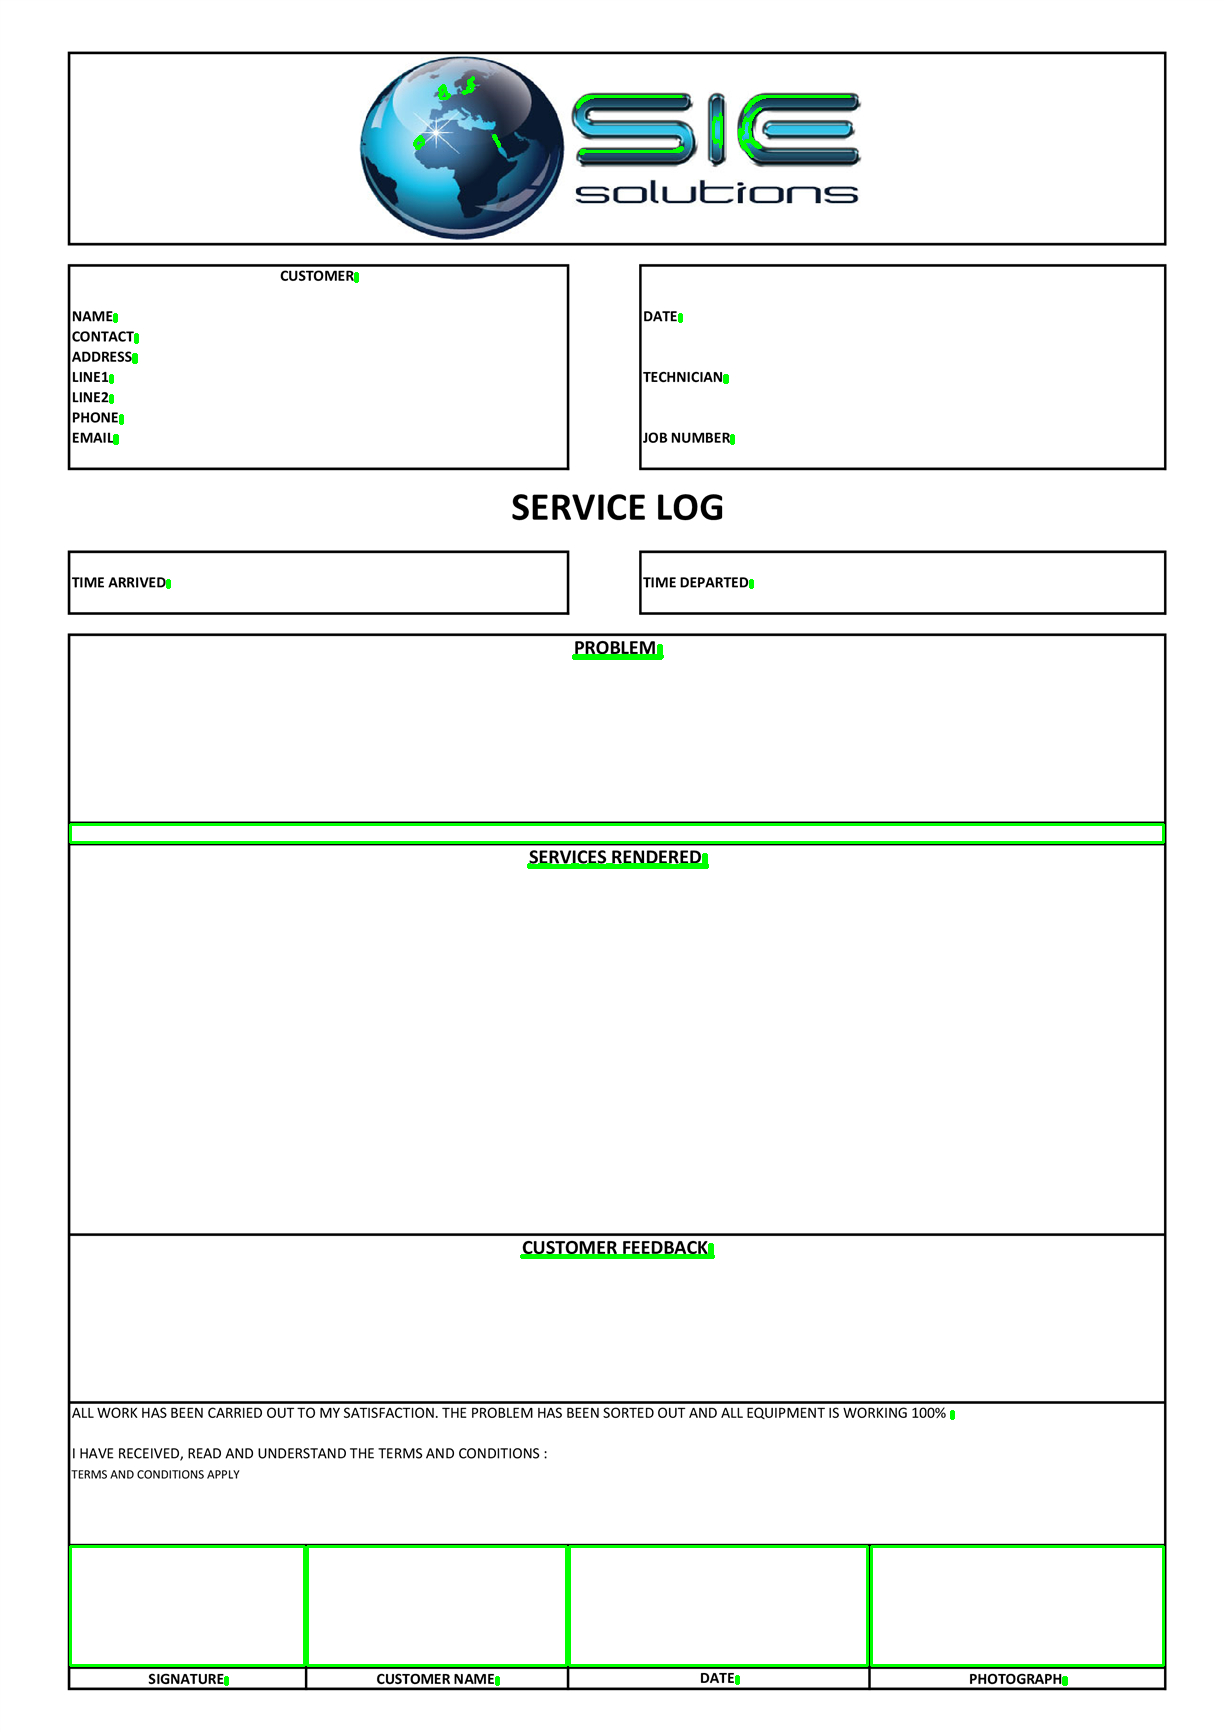 SIE
solutions
CUSTOMER
NAME
CONTACT
ADDRESS
LINE1
LINE2
PHONE
EMAIL
DATE
TECHNICIAN
JOB NUMBER
SERVICE LOG
TIME ARRIVED
TIME DEPARTED
PROBLEM
SERVICES RENDERED
CUSTOMER FEEDBACK
ALL WORK HAS BEEN CARRIED OUT TO MY SATISFACTION. THE PROBLEM HAS BEEN SORTED OUT AND ALL EQUIPMENT IS WORKING 100%
I HAVE RECEIVED, READ AND UNDERSTAND THE TERMS AND CONDITIONS :
TERMS AND CONDITIONS APPLY
SIGNATURE
CUSTOMER NAME
DATE
PHOTOGRAPH